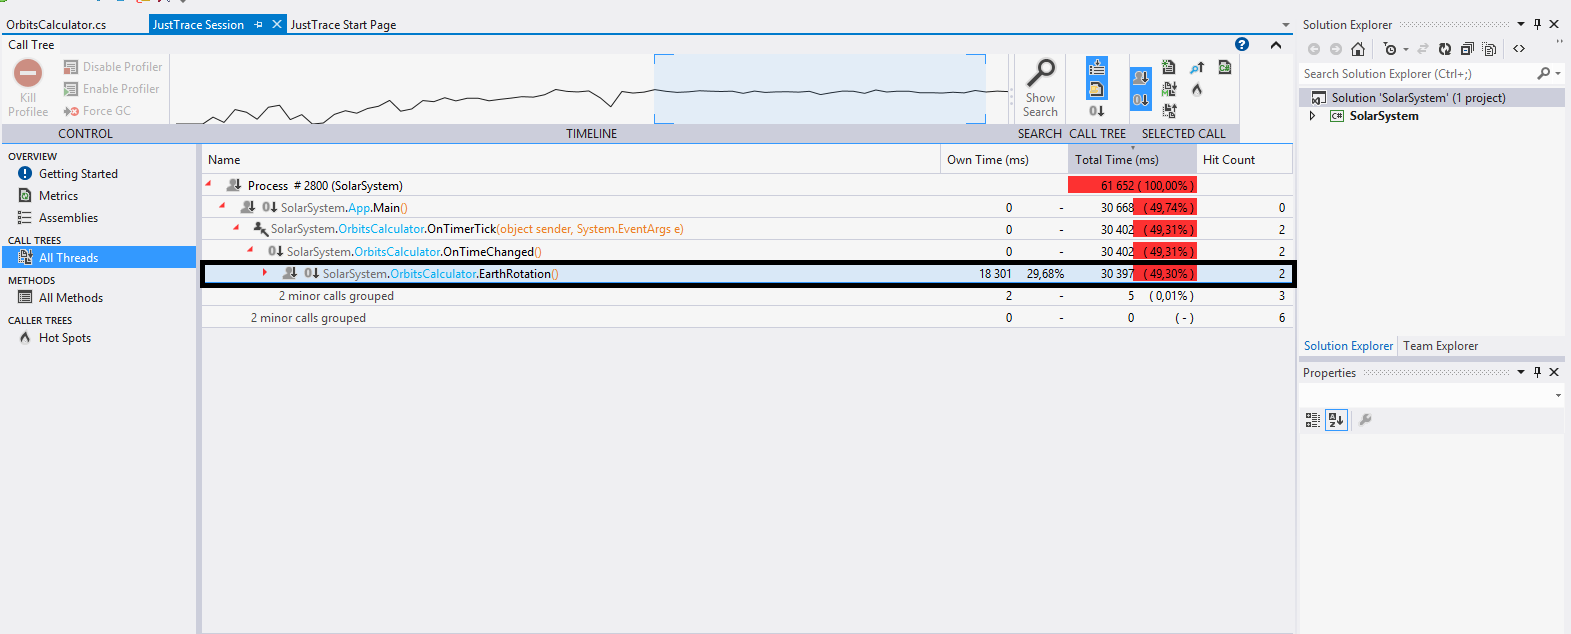 OrbitsCalculator.cs JustTrace Session JustTrace Start Page
Call Tree
Kill Profilee
Disable Profiler
Enable Profiler
Force GC
Show Search
CONTROL TIMELINE SEARCH CALL TREE SELECTED CALL
OVERVIEW
Getting Started
Metrics
Assemblies
CALL TREES
All Threads
METHODS
All Methods
CALLER TREES
Hot Spots
Name Own Time (ms) Total Time (ms) Hit Count
Process # 2800 (SolarSystem) 61 652 ( 100,00% )
SolarSystem.App.Main() 0 - 30 668 ( 49,74% ) 0
SolarSystem.OrbitsCalculator.OnTimerTick(object sender, System.EventArgs e) 0 - 30 402 ( 49,31% ) 2
SolarSystem.OrbitsCalculator.OnTimeChanged() 0 - 30 402 ( 49,31% ) 2
SolarSystem.OrbitsCalculator.EarthRotation() 18 301 29,68% 30 397 ( 49,30% ) 2
2 minor calls grouped 2 - 5 ( 0,01% ) 3
2 minor calls grouped 0 - 0 ( - ) 6
Solution Explorer
Search Solution Explorer (Ctrl+;)
Solution 'SolarSystem' (1 project)
C# SolarSystem
Solution Explorer Team Explorer
Properties